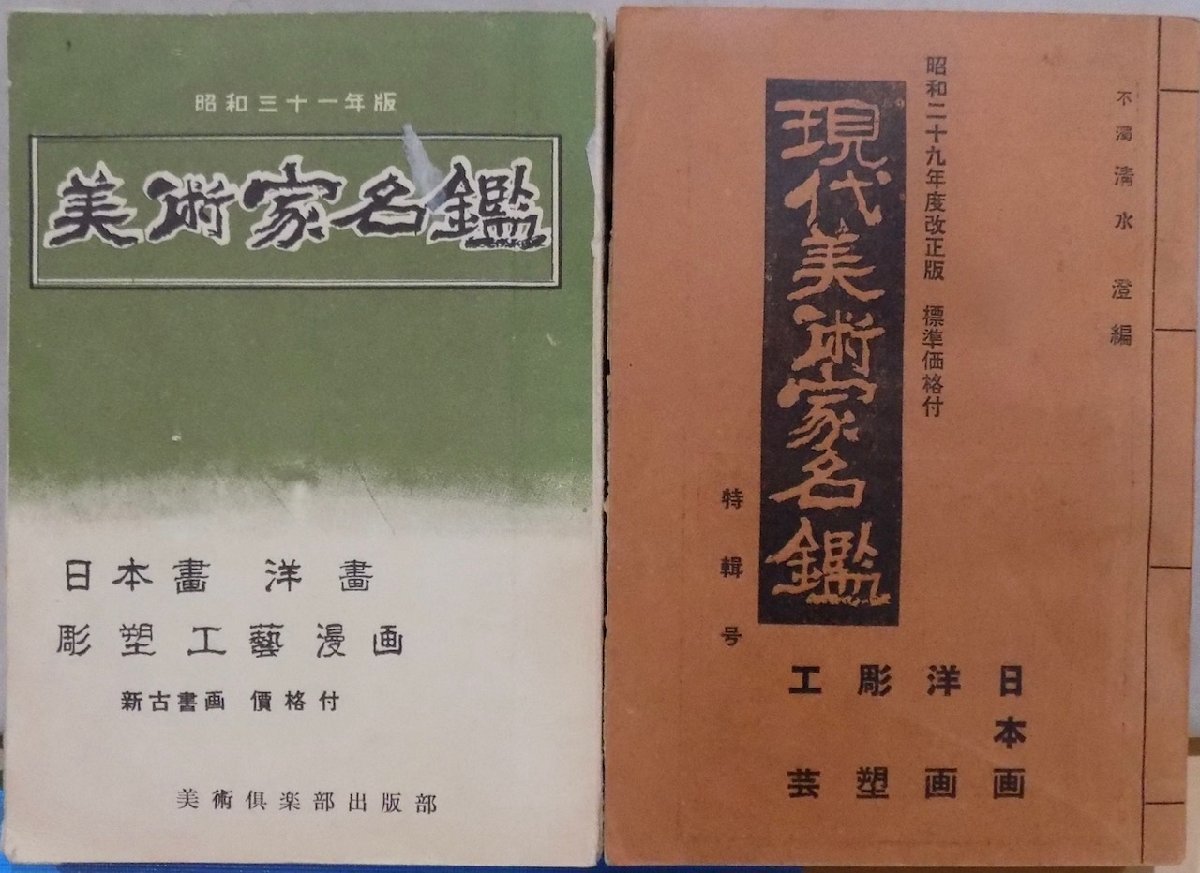 昭和三十一年版
美術家名鑑
日本畫 洋畫
彫塑 工藝 漫画
新古書画 價格付
美術俱楽部出版部
不濁 清水 澄編
昭和二十九年度改正版 標準価格付
現代美術家名鑑
特輯号
日本画
洋画
彫塑
工芸